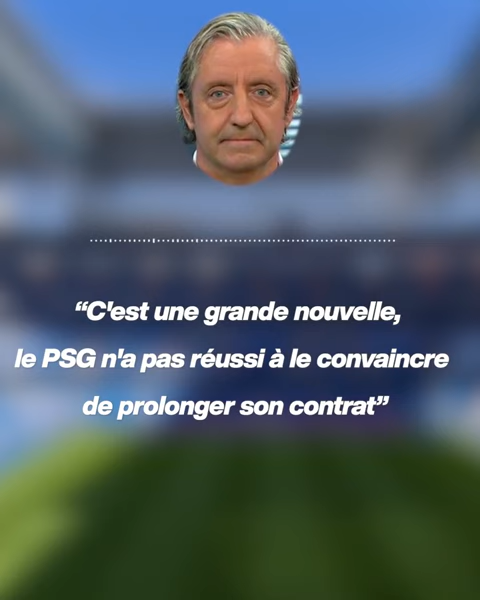 “C'est une grande nouvelle,
le PSG n'a pas réussi à le convaincre
de prolonger son contrat”